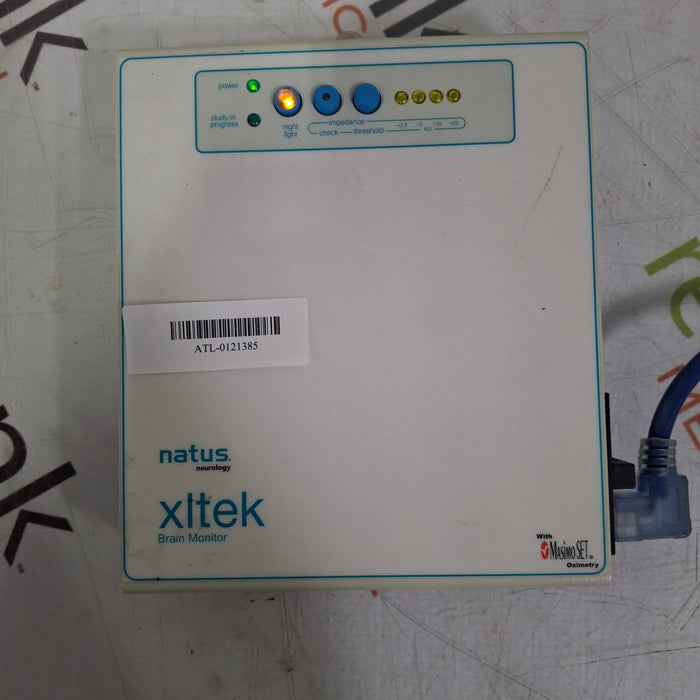 power
study in
progress
night
light
impedance
check threshold
<2.5 <5 <10 <25
KΩ
ATL-0121385
natus
neurology
xltek
Brain Monitor
With
Masimo SET
Oximetry
nk